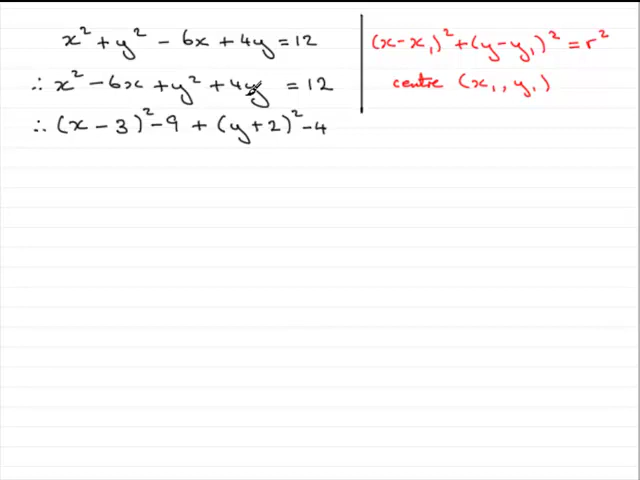 x² + y² - 6x + 4y = 12
∴ x² - 6x + y² + 4y = 12
∴ (x - 3)² - 9 + (y + 2)² - 4
(x - x₁)² + (y - y₁)² = r²
centre (x₁, y₁)